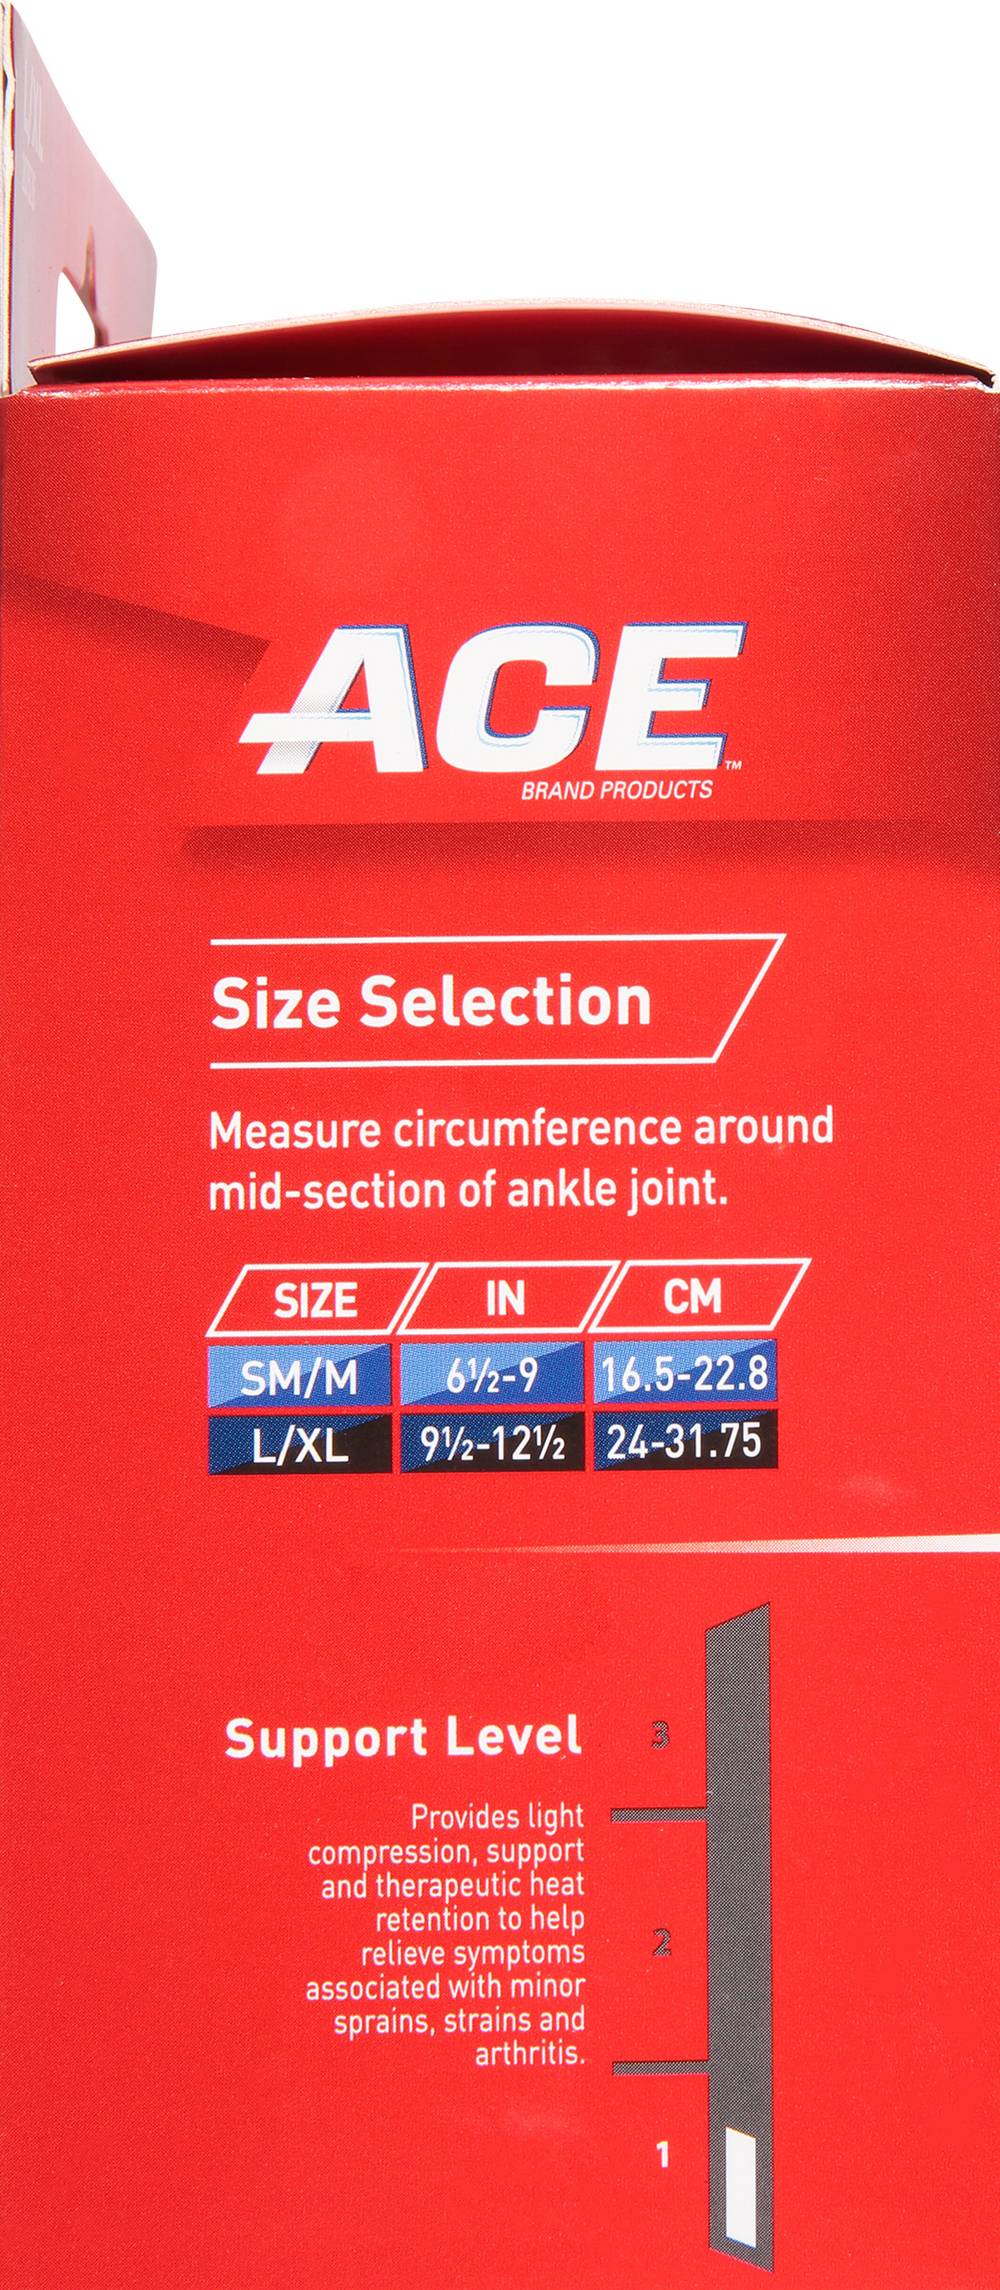 L/XL
ACE™
BRAND PRODUCTS
Size Selection
Measure circumference around
mid-section of ankle joint.
SIZE IN CM
SM/M 6½-9 16.5-22.8
L/XL 9½-12½ 24-31.75
Support Level
3
Provides light
compression, support
and therapeutic heat
retention to help
relieve symptoms
associated with minor
sprains, strains and
arthritis.
2
1